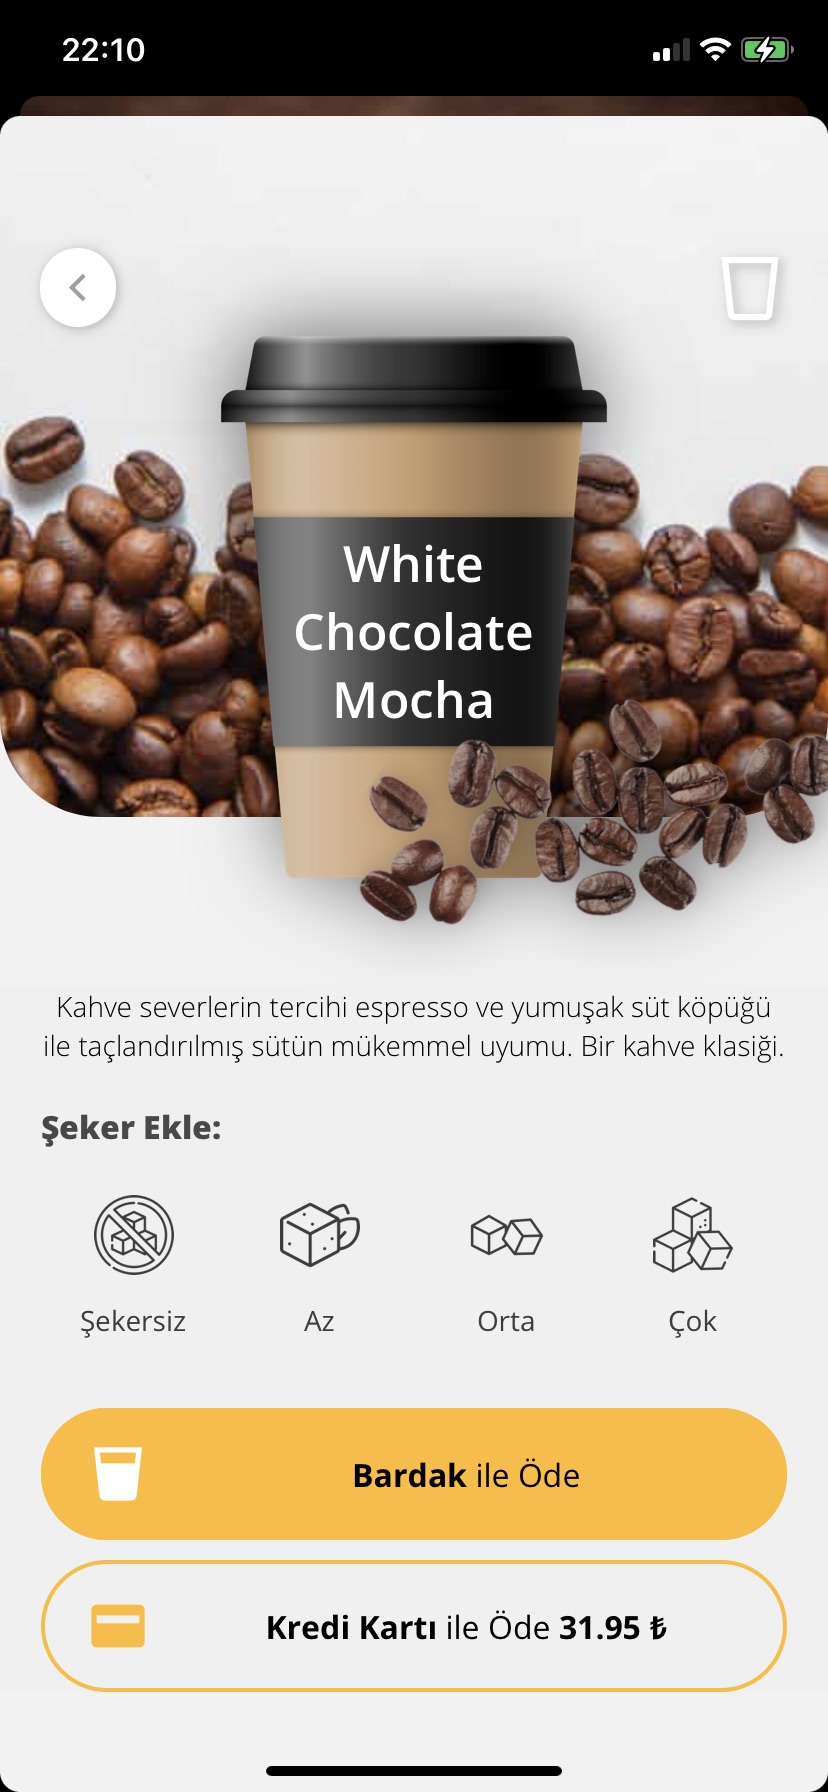 22:10
White
Chocolate
Mocha
Kahve severlerin tercihi espresso ve yumuşak süt köpüğü
ile taçlandırılmış sütün mükemmel uyumu. Bir kahve klasiği.
Şeker Ekle:
Şekersiz Az Orta Çok
Bardak ile Öde
Kredi Kartı ile Öde 31.95 ₺